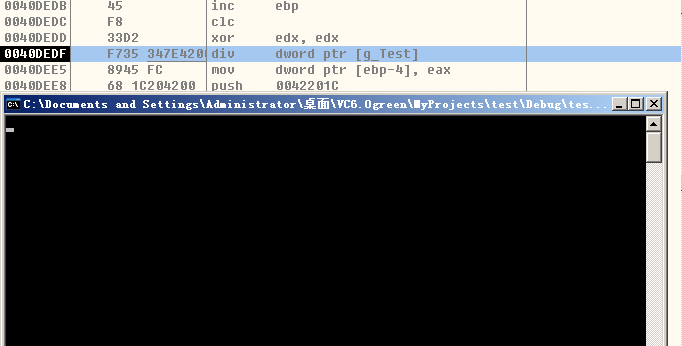 0040DEDB 45 inc ebp
0040DEDC F8 clc
0040DEDD 33D2 xor edx, edx
0040DEDF F735 347E4200 div dword ptr [g_Test]
0040DEE5 8945 FC mov dword ptr [ebp-4], eax
0040DEE8 68 1C204200 push 0042201C
C:\Documents and Settings\Administrator\桌面\VC6.0green\MyProjects\test\Debug\tes...